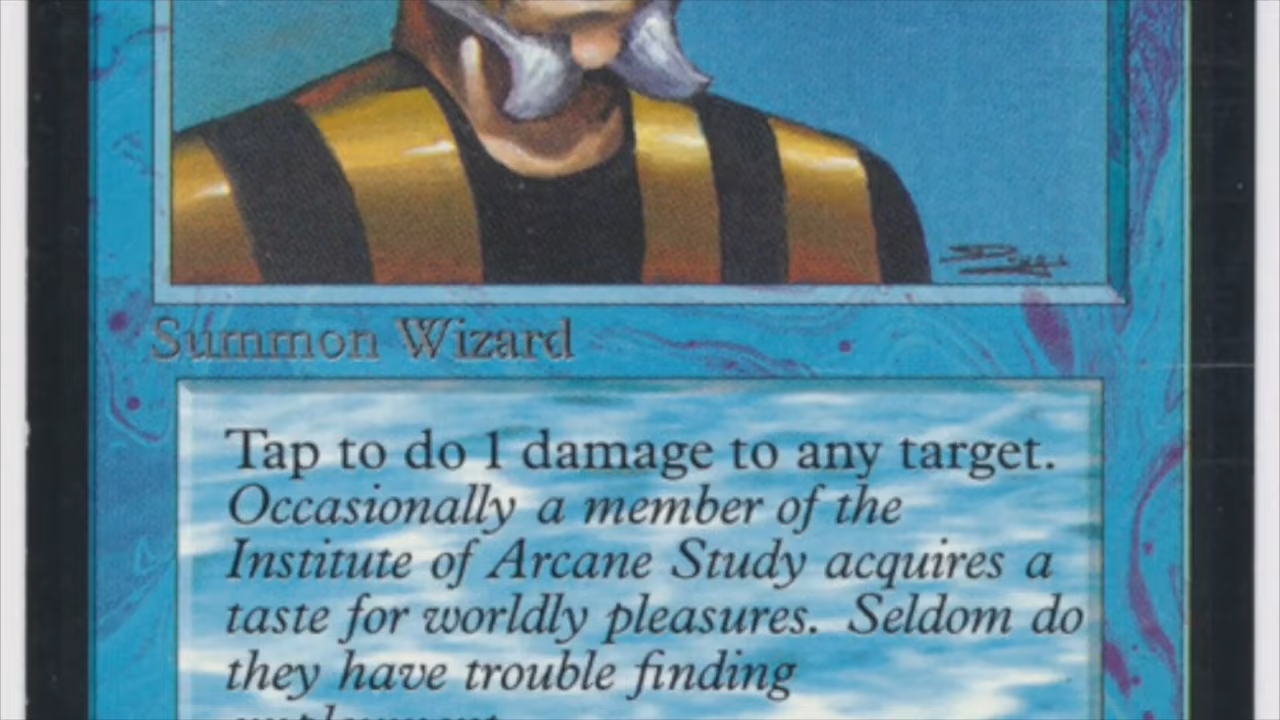 Summon Wizard
Tap to do 1 damage to any target.
Occasionally a member of the
Institute of Arcane Study acquires a
taste for worldly pleasures. Seldom do
they have trouble finding